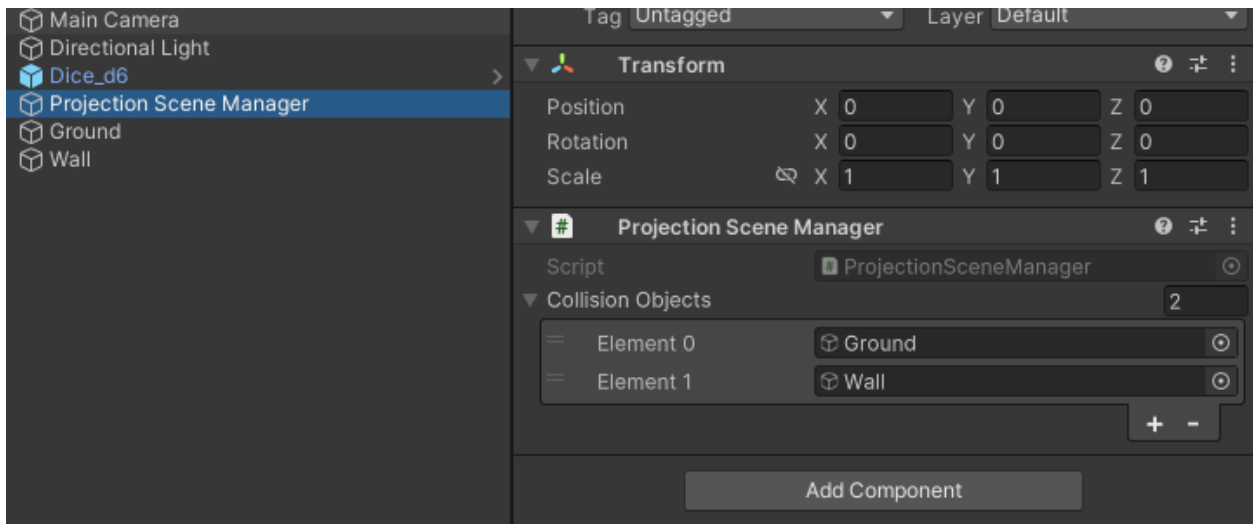 Main Camera
Directional Light
Dice_d6
Projection Scene Manager
Ground
Wall
Tag Untagged Layer Default
Transform
Position X 0 Y 0 Z 0
Rotation X 0 Y 0 Z 0
Scale X 1 Y 1 Z 1
# Projection Scene Manager
Script # ProjectionSceneManager
Collision Objects 2
Element 0 Ground
Element 1 Wall
+ -
Add Component